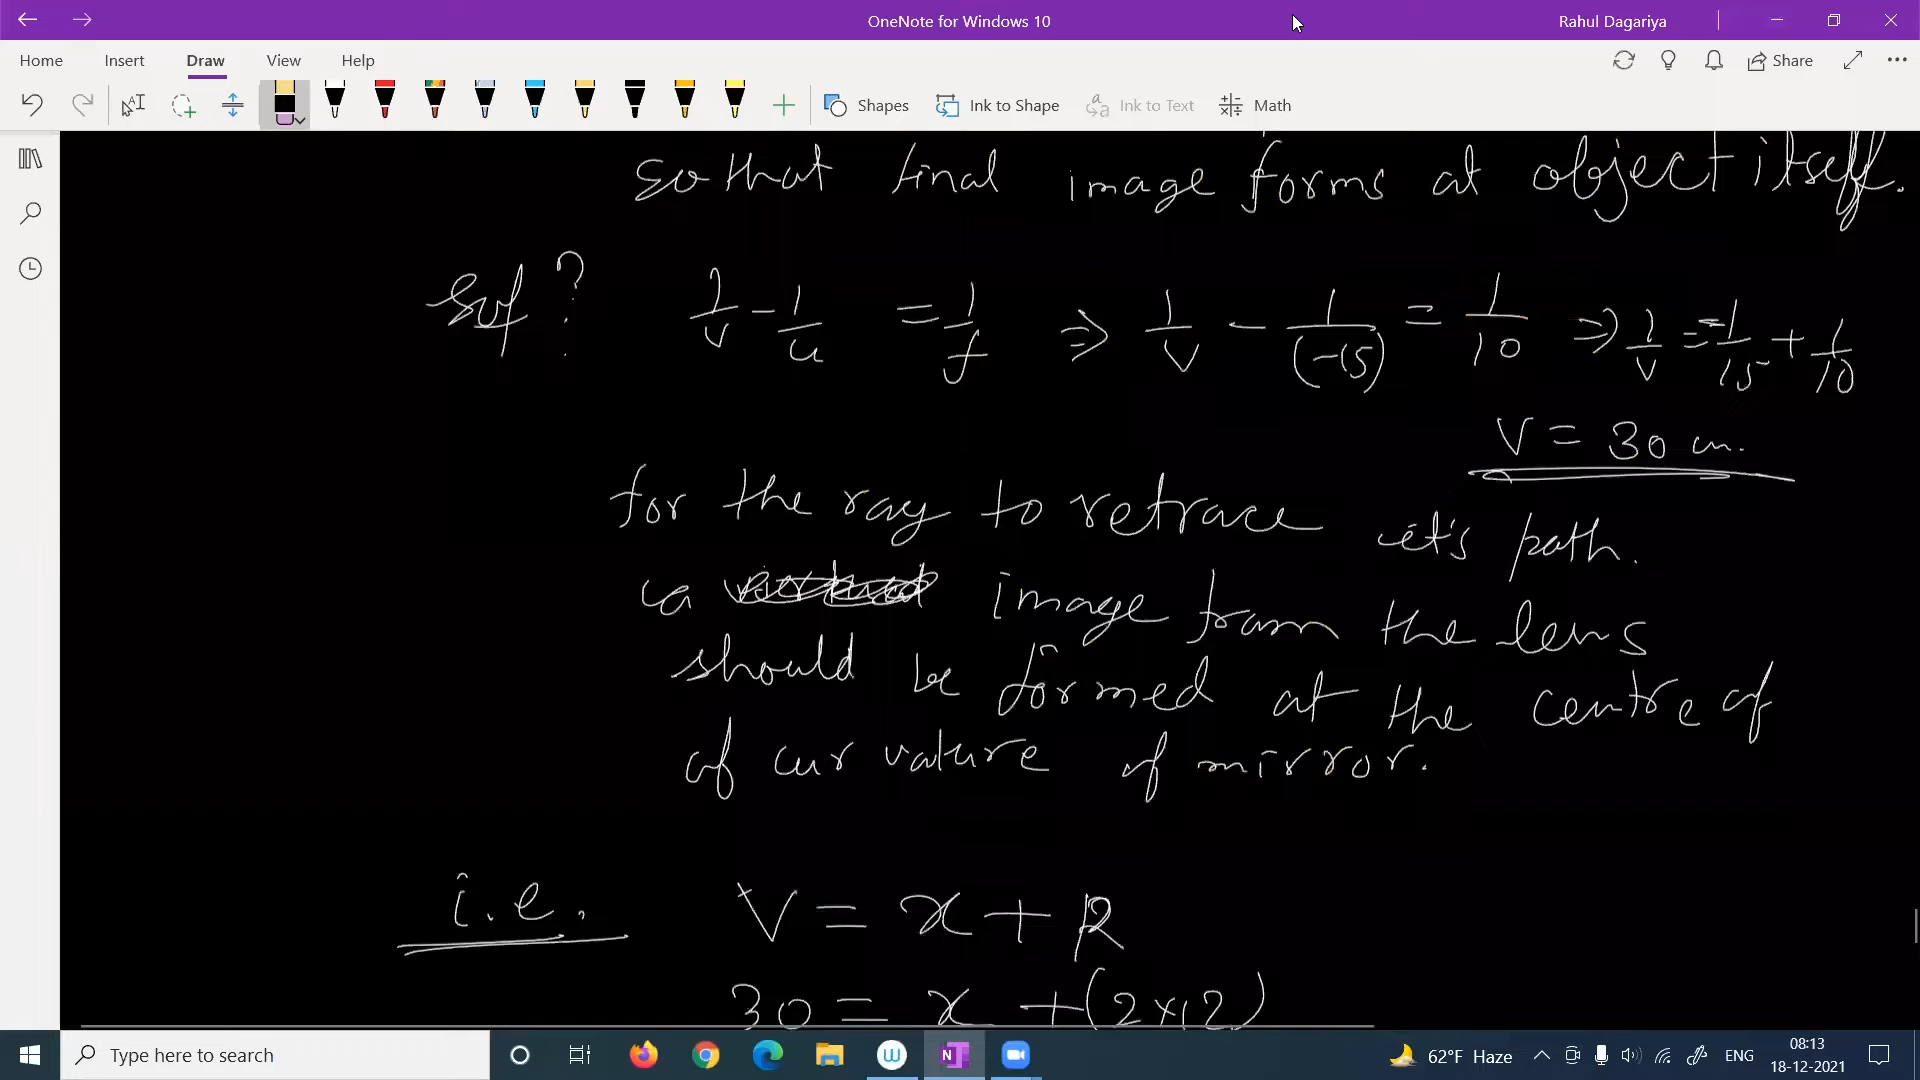 OneNote for Windows 10
Rahul Dagariya
Home Insert Draw View Help
Share
Shapes Ink to Shape Ink to Text Math
so that final image forms at object itself.
Sol? 1/v - 1/u = 1/f ⇒ 1/v - 1/(-15) = 1/10 ⇒ 1/v = -1/15 + 1/10
V = 30 cm.
for the ray to retrace it's path.
a image from the lens
should be formed at the centre of
of curvature of mirror.
i.e. V = x + R
30 = x + (2×12)
Type here to search
62°F Haze
ENG
08:13
18-12-2021